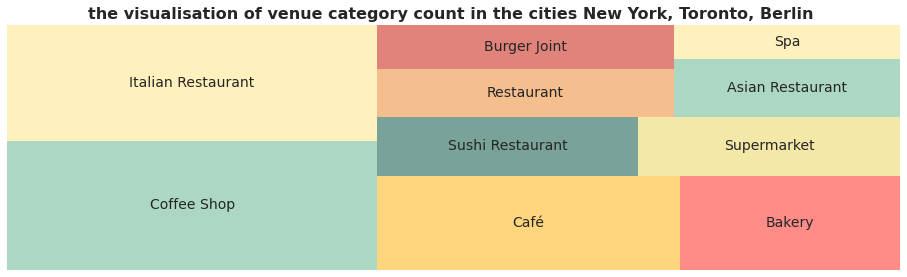 the visualisation of venue category count in the cities New York, Toronto, Berlin
Italian Restaurant
Coffee Shop
Burger Joint
Restaurant
Spa
Asian Restaurant
Sushi Restaurant
Supermarket
Café
Bakery